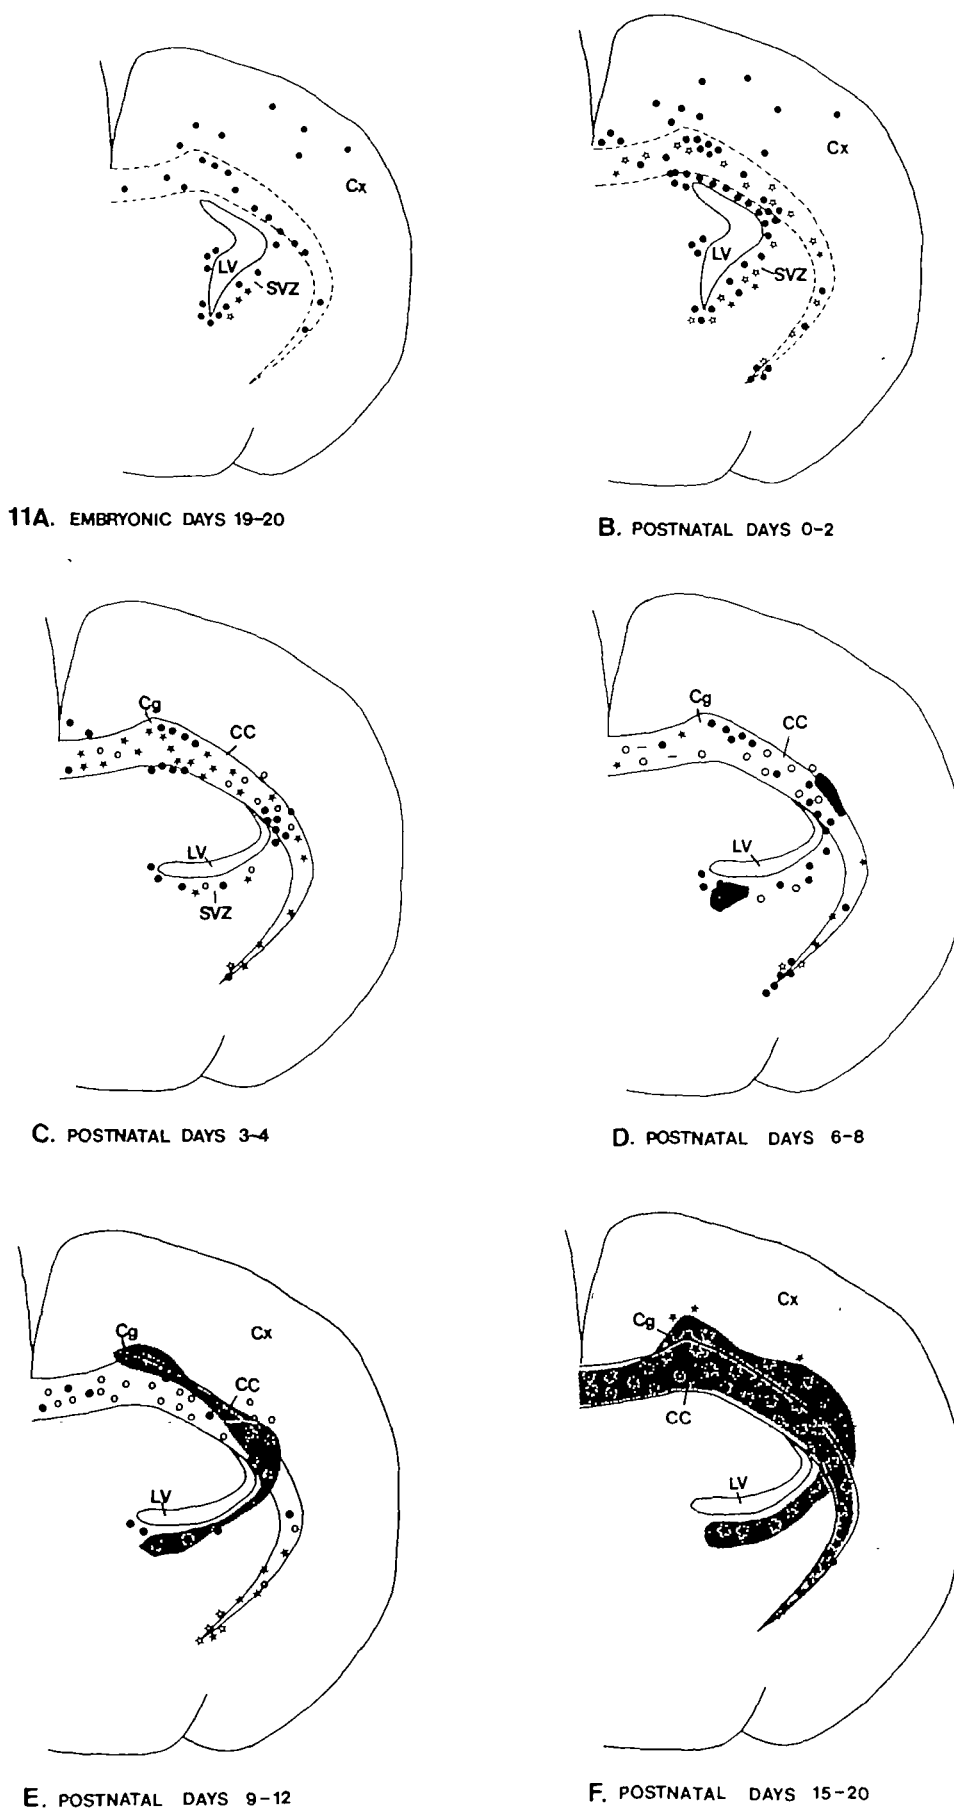 Cx
LV
SVZ
11A. EMBRYONIC DAYS 19-20
Cx
LV
SVZ
B. POSTNATAL DAYS 0-2
Cg
CC
LV
SVZ
C. POSTNATAL DAYS 3-4
Cg
CC
LV
D. POSTNATAL DAYS 6-8
Cg
Cx
CC
LV
E. POSTNATAL DAYS 9-12
Cx
Cg
CC
LV
F. POSTNATAL DAYS 15-20